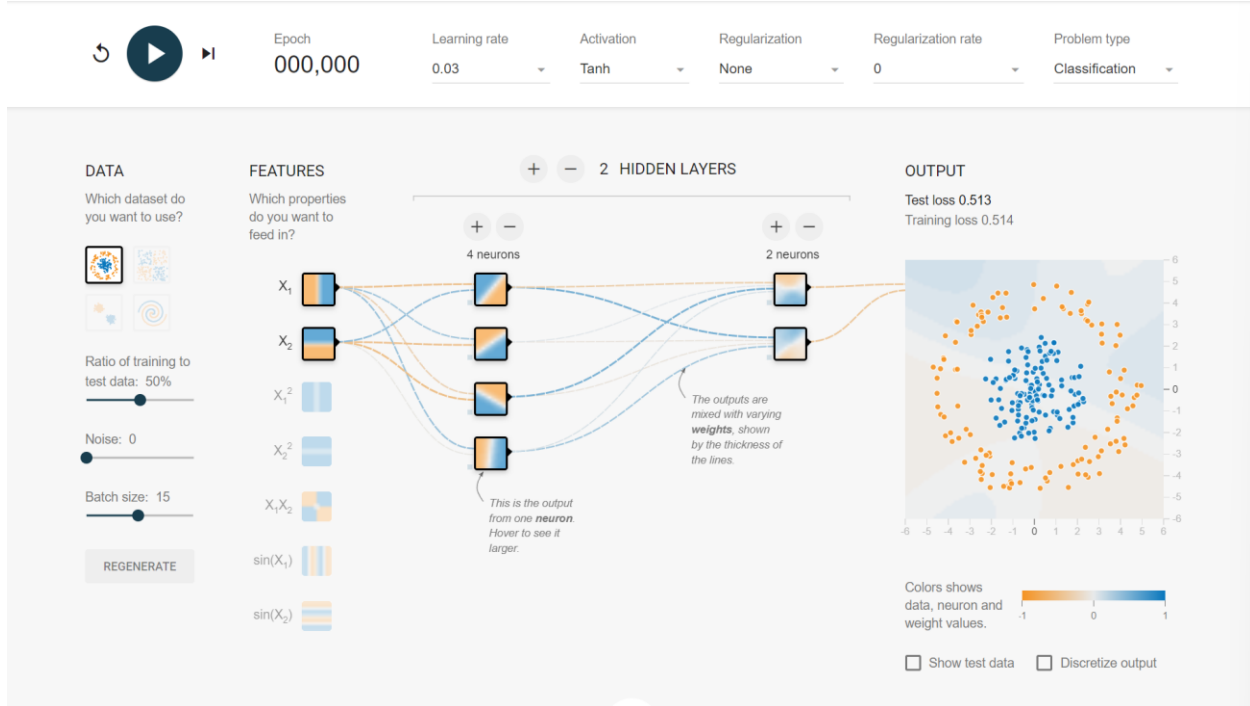 Epoch
000,000
Learning rate
0.03
Activation
Tanh
Regularization
None
Regularization rate
0
Problem type
Classification
DATA
Which dataset do
you want to use?
Ratio of training to
test data: 50%
Noise: 0
Batch size: 15
REGENERATE
FEATURES
Which properties
do you want to
feed in?
X₁
X₂
X₁²
X₂²
X₁X₂
sin(X₁)
sin(X₂)
+ − 2 HIDDEN LAYERS
+ −
4 neurons
+ −
2 neurons
This is the output
from one neuron.
Hover to see it
larger.
The outputs are
mixed with varying
weights, shown
by the thickness of
the lines.
OUTPUT
Test loss 0.513
Training loss 0.514
6
5
4
3
2
1
0
-1
-2
-3
-4
-5
-6
-6 -5 -4 -3 -2 -1 0 1 2 3 4 5 6
Colors shows
data, neuron and
weight values.
-1 0 1
Show test data
Discretize output